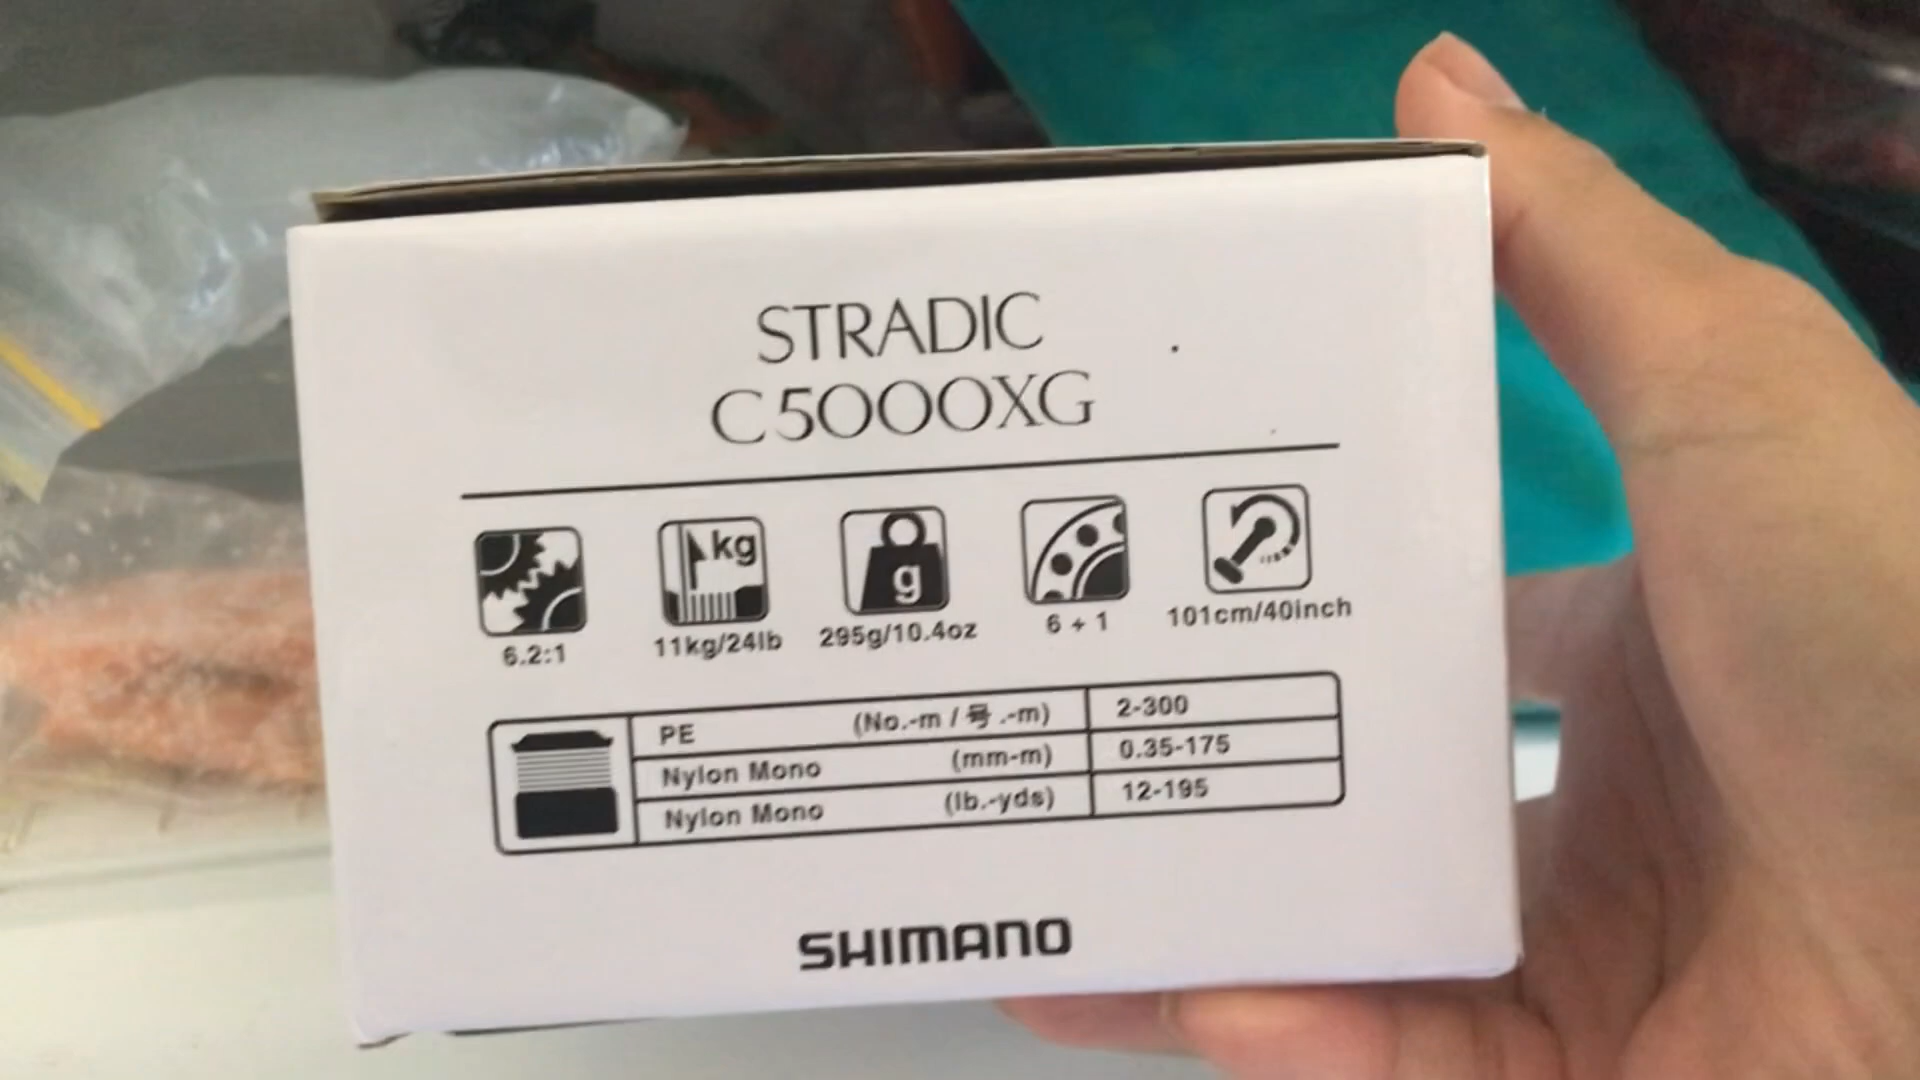 STRADIC
C5000XG
kg
g
6.2:1
11kg/24lb
295g/10.4oz
6 + 1
101cm/40inch
PE (No.-m / 号.-m) 2-300
Nylon Mono (mm-m) 0.35-175
Nylon Mono (lb.-yds) 12-195
SHIMANO